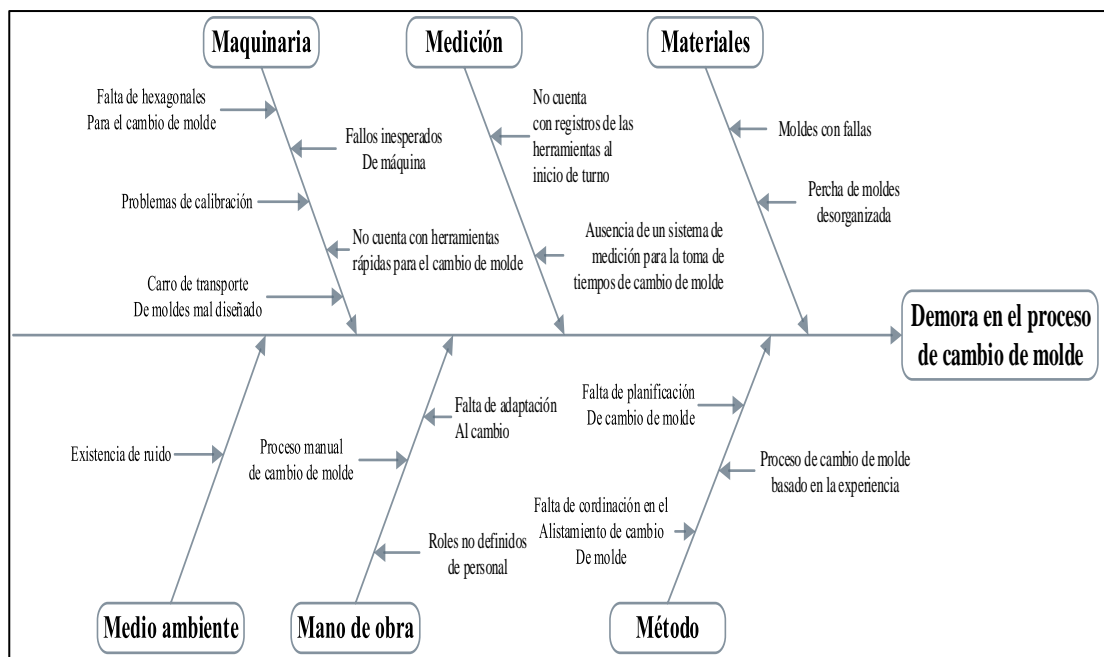 Maquinaria
Medición
Materiales
Falta de hexagonales
Para el cambio de molde
Fallos inesperados
De máquina
Problemas de calibración
No cuenta con herramientas
rápidas para el cambio de molde
Carro de transporte
De moldes mal diseñado
No cuenta
con registros de las
herramientas al
inicio de turno
Ausencia de un sistema de
medición para la toma de
tiempos de cambio de molde
Moldes con fallas
Percha de moldes
desorganizada
Demora en el proceso
de cambio de molde
Existencia de ruido
Falta de adaptación
Al cambio
Proceso manual
de cambio de molde
Roles no definidos
de personal
Falta de planificación
De cambio de molde
Proceso de cambio de molde
basado en la experiencia
Falta de cordinación en el
Alistamiento de cambio
De molde
Medio ambiente
Mano de obra
Método